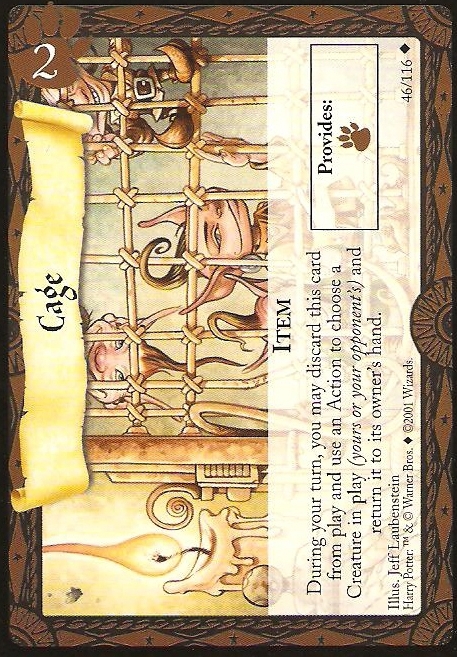 2
Cage
ITEM
During your turn, you may discard this card
from play and use an Action to choose a
Creature in play (yours or your opponent's) and
return it to its owner's hand.
Provides:
Illus. Jeff Laubenstein
Harry Potter: ™ & © Warner Bros. ◆ ©2001 Wizards.
46/116 ◆